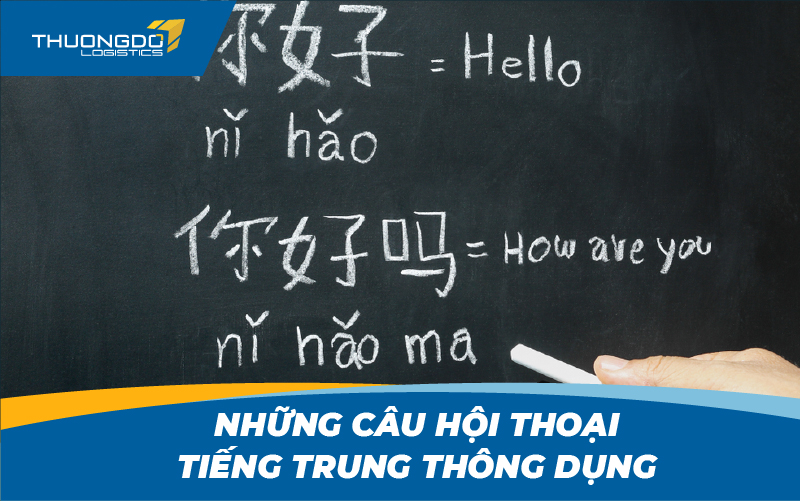 THUONGDO
LOGISTICS
你好 = Hello
nǐ hǎo
你好吗 = How are you
nǐ hǎo ma
NHỮNG CÂU HỘI THOẠI
TIẾNG TRUNG THÔNG DỤNG